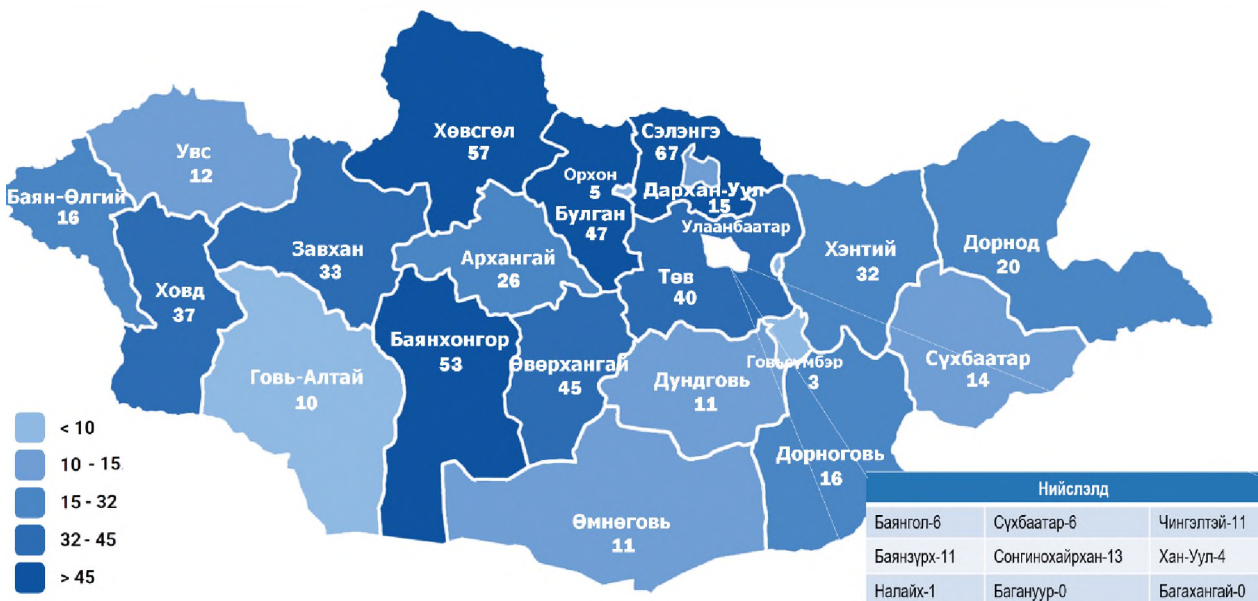 Хөвсгөл
57
Сэлэнгэ
67
Увс
12
Орхон
5
Дархан-Уул
15
Баян-Өлгий
16
Булган
47
Улаанбаатар
Завхан
33
Архангай
26
Хэнтий
32
Дорнод
20
Ховд
37
Төв
40
Баянхонгор
53
Өвөрхангай
45
Говьсүмбэр
3
Сүхбаатар
14
Говь-Алтай
10
Дундговь
11
Дорноговь
16
Өмнөговь
11
< 10
10 - 15
15 - 32
32 - 45
> 45
Нийслэлд
Баянгол-6 Сүхбаатар-6 Чингэлтэй-11
Баянзүрх-11 Сонгинохайрхан-13 Хан-Уул-4
Налайх-1 Багануур-0 Багахангай-0